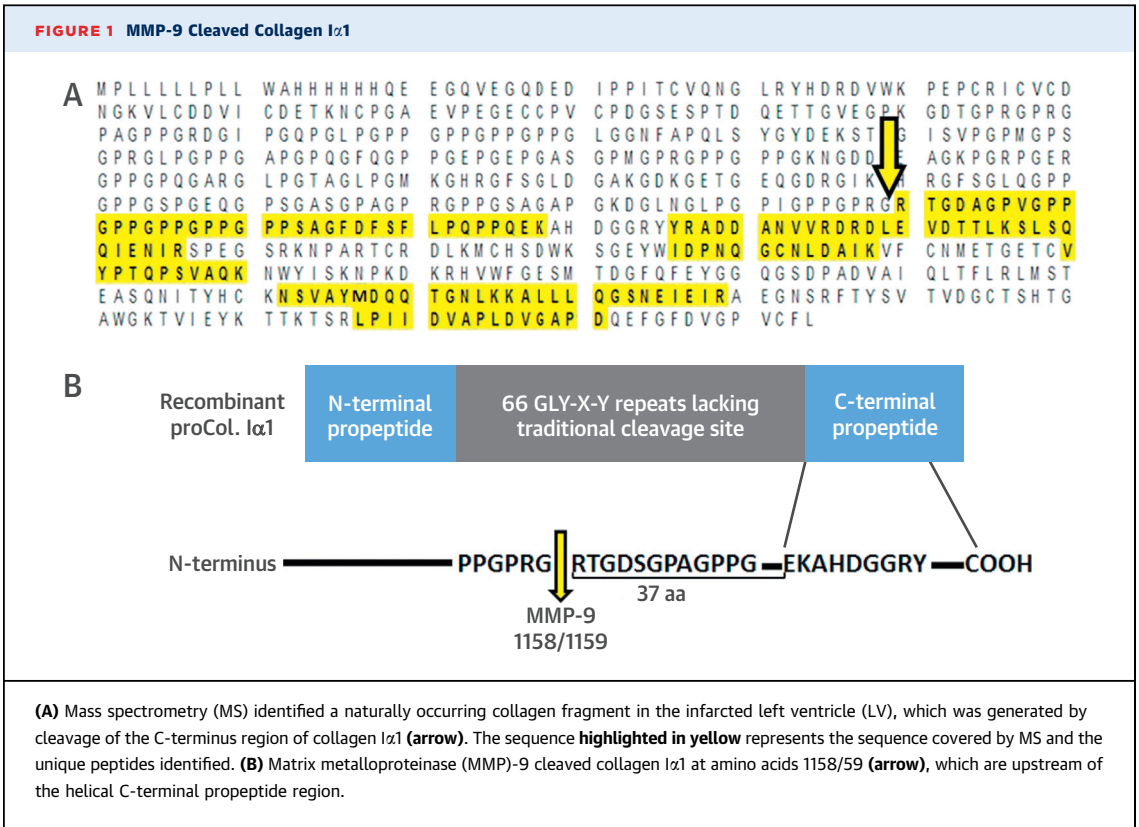 FIGURE 1 MMP-9 Cleaved Collagen Iα1
A
MPLLLLLPLL WAHHHHHHQE EGQVEGQDED IPPITCVQNG LRYHDRDVWK PEPCRICVCD
NGKVLCDDVI CDETKNCPGA EVPEGECCPV CPDGSESPTD QETTGVEGPK GDTGPRGPRG
PAGPPGRDGI PGQPGLPGPP GPPGPPGPPG LGGNFAPQLS YGYDEKST G ISVPGPMGPS
GPRGLPGPPG APGPQGFQGP PGEPGEPGAS GPMGPRGPPG PPGKNGDD E AGKPGRPGER
GPPGPQGARG LPGTAGLPGM KGHRGFSGLD GAKGDKGETG EQGDRGIK H RGFSGLQGPP
GPPGSPGEQG PSGASGPAGP RGPPGSAGAP GKDGLNGLPG PIGPPGPRGR TGDAGPVGPP
GPPGPPGPPG PPSAGFDFSF LPQPPQEKAH DGGRYYRADD ANVVRDRDLE VDTTLKSLSQ
QIENIRSPEG SRKNPARTCR DLKMCHSDWK SGEYWIDPNQ GCNLDAIKVF CNMETGETCV
YPTQPSVAQK NWYISKNPKD KRHVWFGESM TDGFQFEYGG QGSDPADVAI QLTFLRLMST
EASQNITYHC KNSVAYMDQQ TGNLKKALLL QGSNEIEIRA EGNSRFTYSV TVDGCTSHTG
AWGKTVIEYK TTKTSRLPII DVAPLDVGAP DQEFGFDVGP VCFL
B
Recombinant
proCol. Iα1
N-terminal
propeptide
66 GLY-X-Y repeats lacking
traditional cleavage site
C-terminal
propeptide
N-terminus PPGPRG RTGDSGPAGPPG EKAHDGGRY COOH
37 aa
MMP-9
1158/1159
(A) Mass spectrometry (MS) identified a naturally occurring collagen fragment in the infarcted left ventricle (LV), which was generated by
cleavage of the C-terminus region of collagen Iα1 (arrow). The sequence highlighted in yellow represents the sequence covered by MS and the
unique peptides identified. (B) Matrix metalloproteinase (MMP)-9 cleaved collagen Iα1 at amino acids 1158/59 (arrow), which are upstream of
the helical C-terminal propeptide region.